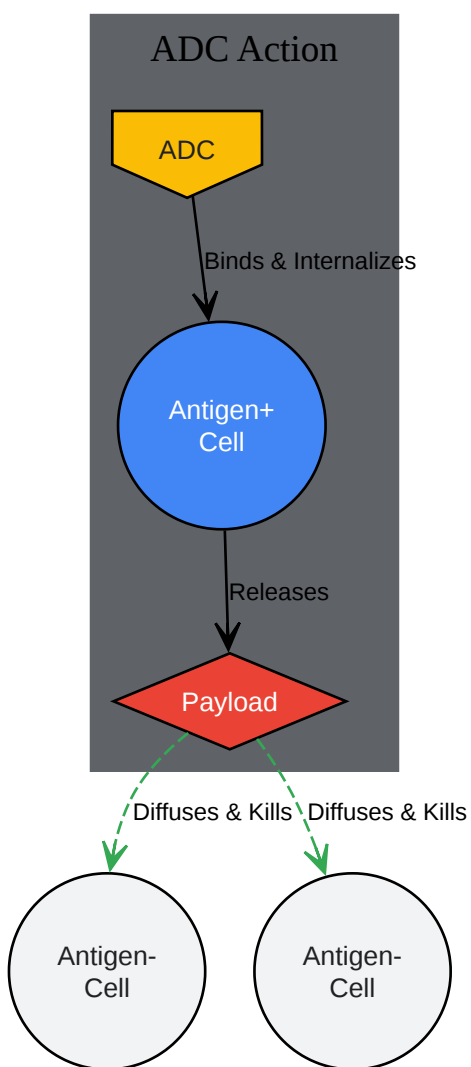 ADC Action
ADC
Binds & Internalizes
Antigen+
Cell
Releases
Payload
Diffuses & Kills
Diffuses & Kills
Antigen-
Cell
Antigen-
Cell